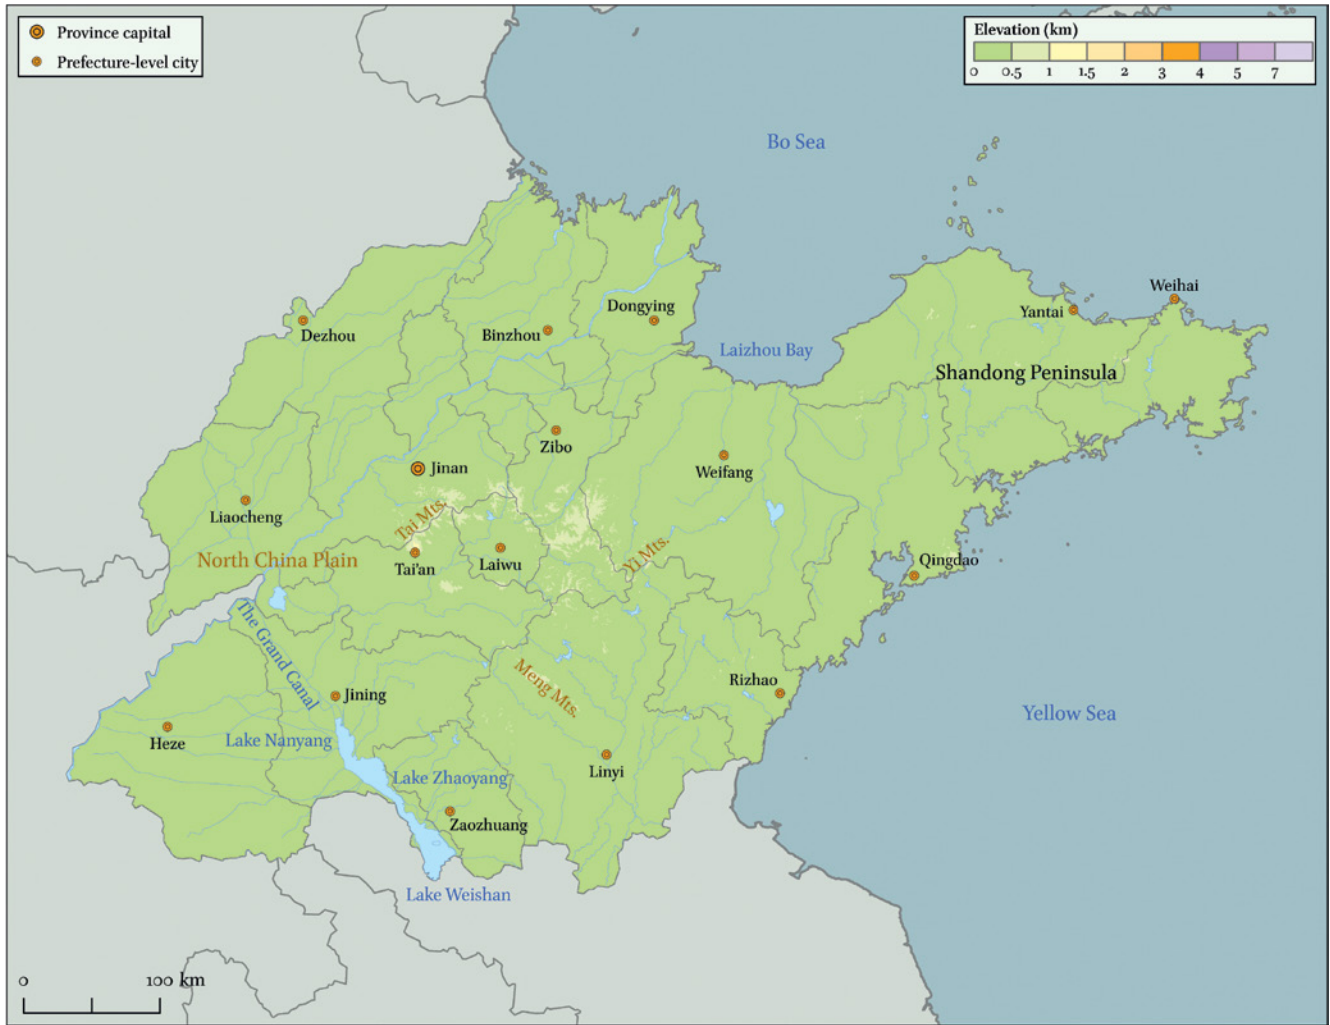 Province capital
Prefecture-level city
Elevation (km)
0 0.5 1 1.5 2 3 4 5 7
Bo Sea
Weihai
Dongying
Yantai
Dezhou
Binzhou
Laizhou Bay
Shandong Peninsula
Zibo
Jinan
Weifang
Liaocheng
Tai Mts.
Yi Mts.
North China Plain
Tai'an
Laiwu
Qingdao
The Grand Canal
Meng Mts.
Rizhao
Jining
Yellow Sea
Heze
Lake Nanyang
Linyi
Lake Zhaoyang
Zaozhuang
Lake Weishan
0 100 km